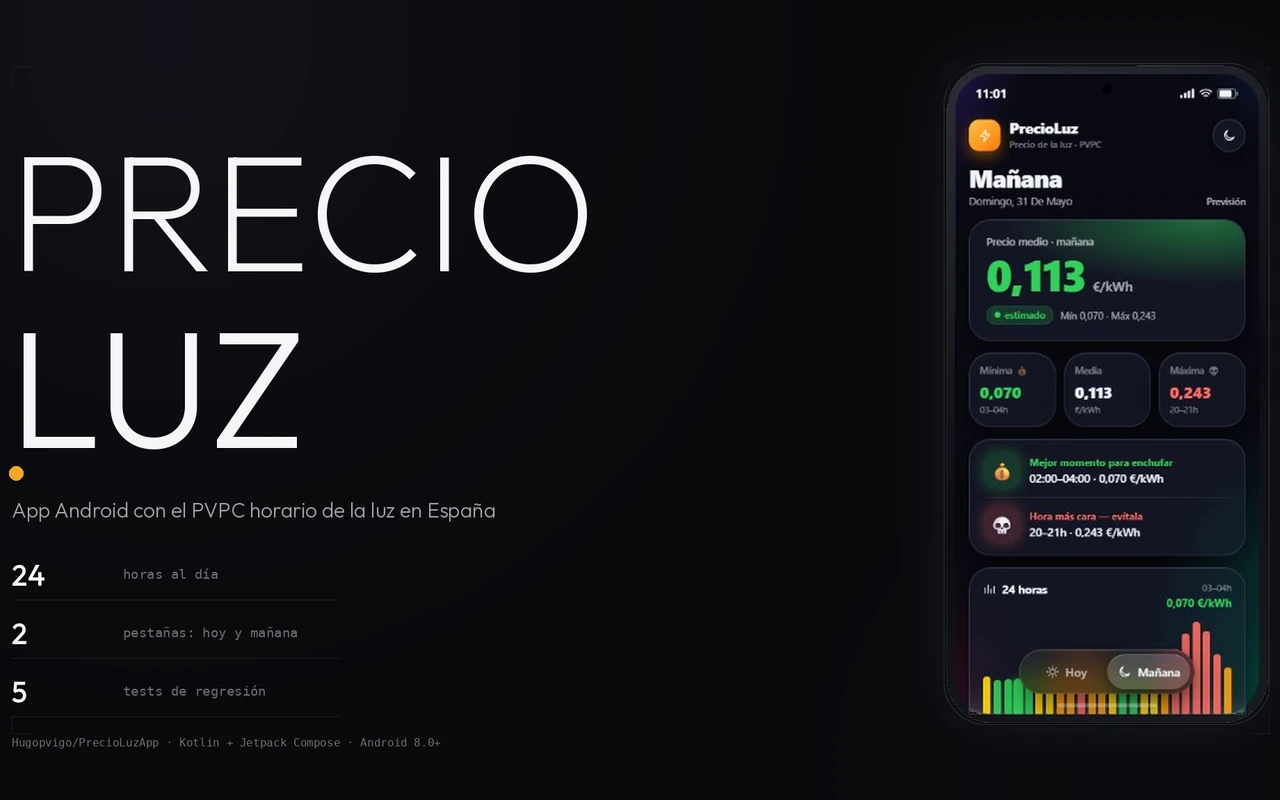 PRECIO
LUZ
App Android con el PVPC horario de la luz en España
24 horas al día
2 pestañas: hoy y mañana
5 tests de regresión
Hugopvigo/PrecioLuzApp · Kotlin + Jetpack Compose · Android 8.0+
11:01
PrecioLuz
Precio de la luz · PVPC
Mañana
Domingo, 31 De Mayo Previsión
Precio medio · mañana
0,113 €/kWh
estimado Mín 0,070 · Máx 0,243
Mínima Media Máxima
0,070 0,113 0,243
03–04h €/kWh 20–21h
Mejor momento para enchufar
02:00–04:00 · 0,070 €/kWh
Hora más cara — evítala
20–21h · 0,243 €/kWh
24 horas 03–04h
0,070 €/kWh
Hoy Mañana